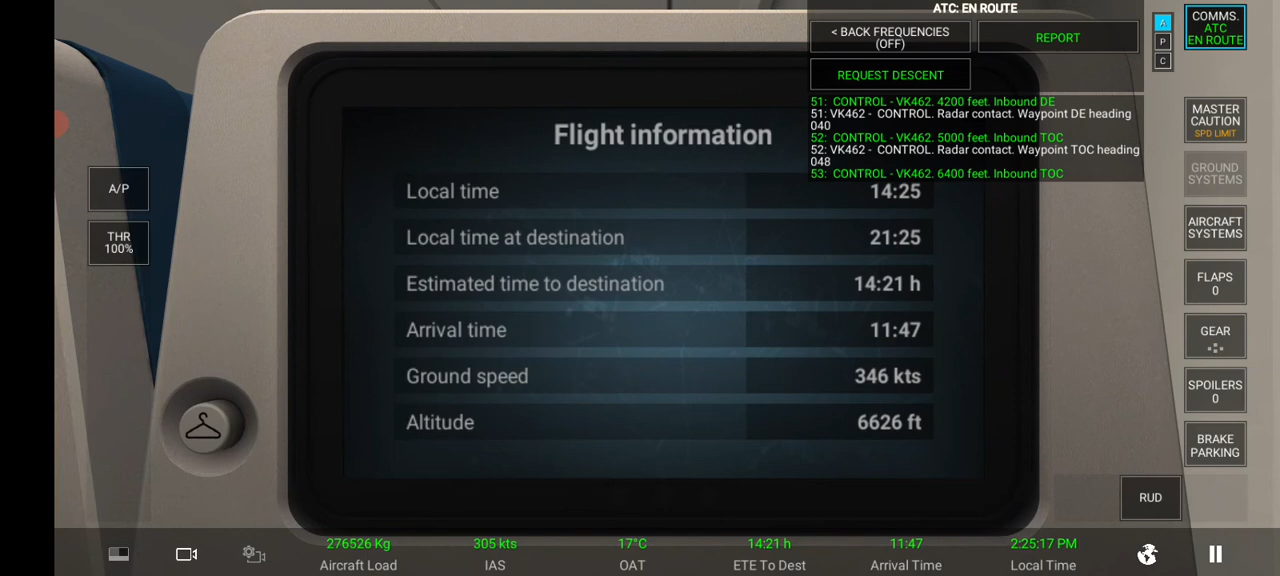 ATC: EN ROUTE
< BACK FREQUENCIES
(OFF)
REPORT
REQUEST DESCENT
51: CONTROL - VK462. 4200 feet. Inbound DE
51: VK462 - CONTROL. Radar contact. Waypoint DE heading
040
52: CONTROL - VK462. 5000 feet. Inbound TOC
52: VK462 - CONTROL. Radar contact. Waypoint TOC heading
048
53: CONTROL - VK462. 6400 feet. Inbound TOC
A
P
C
COMMS.
ATC
EN ROUTE
MASTER
CAUTION
SPD LIMIT
GROUND
SYSTEMS
AIRCRAFT
SYSTEMS
FLAPS
0
GEAR
SPOILERS
0
BRAKE
PARKING
RUD
A/P
THR
100%
Flight information
Local time 14:25
Local time at destination 21:25
Estimated time to destination 14:21 h
Arrival time 11:47
Ground speed 346 kts
Altitude 6626 ft
276526 Kg 305 kts 17°C 14:21 h 11:47 2:25:17 PM
Aircraft Load IAS OAT ETE To Dest Arrival Time Local Time